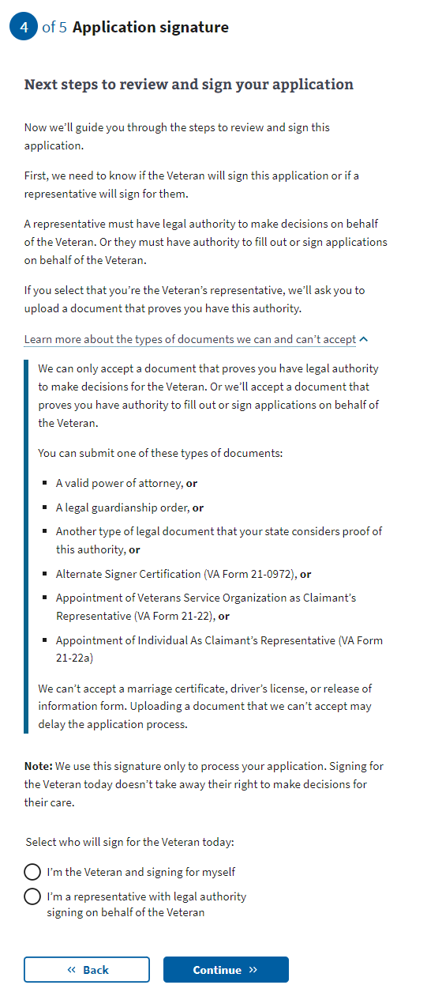 4 of 5 Application signature
Next steps to review and sign your application
Now we’ll guide you through the steps to review and sign this
application.
First, we need to know if the Veteran will sign this application or if a
representative will sign for them.
A representative must have legal authority to make decisions on behalf
of the Veteran. Or they must have authority to fill out or sign applications
on behalf of the Veteran.
If you select that you’re the Veteran’s representative, we’ll ask you to
upload a document that proves you have this authority.
Learn more about the types of documents we can and can’t accept
We can only accept a document that proves you have legal authority
to make decisions for the Veteran. Or we’ll accept a document that
proves you have authority to fill out or sign applications on behalf of
the Veteran.
You can submit one of these types of documents:
▪ A valid power of attorney, or
▪ A legal guardianship order, or
▪ Another type of legal document that your state considers proof of
this authority, or
▪ Alternate Signer Certification (VA Form 21-0972), or
▪ Appointment of Veterans Service Organization as Claimant’s
Representative (VA Form 21-22), or
▪ Appointment of Individual As Claimant’s Representative (VA Form
21-22a)
We can’t accept a marriage certificate, driver’s license, or release of
information form. Uploading a document that we can’t accept may
delay the application process.
Note: We use this signature only to process your application. Signing for
the Veteran today doesn’t take away their right to make decisions for
their care.
Select who will sign for the Veteran today:
I’m the Veteran and signing for myself
I’m a representative with legal authority
signing on behalf of the Veteran
« Back
Continue »